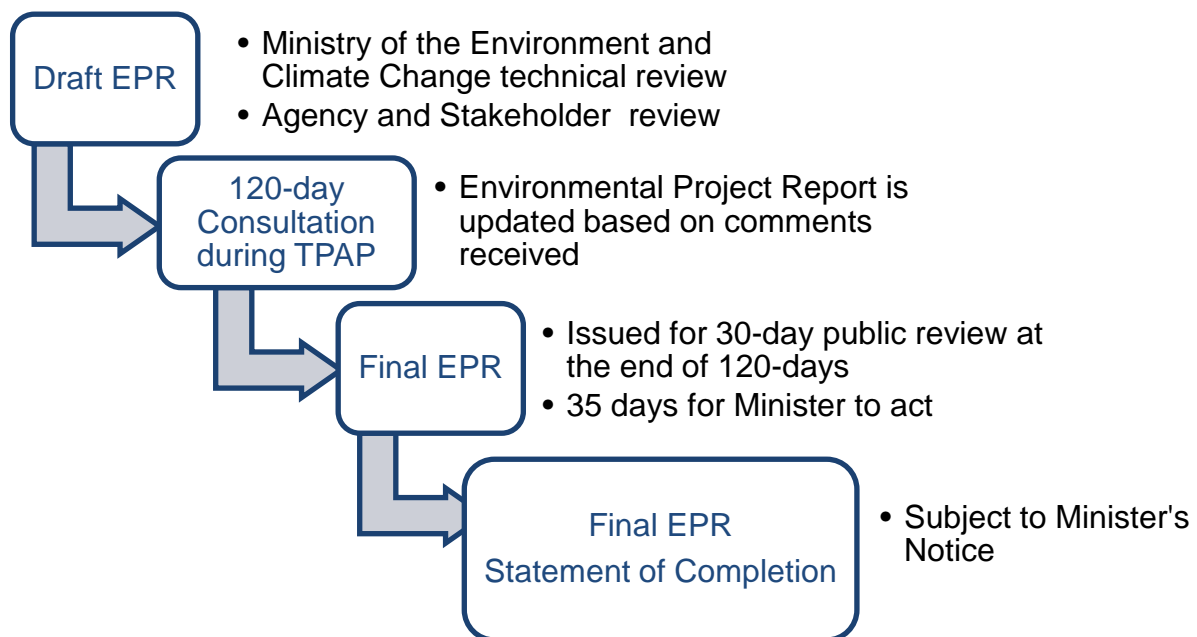 Draft EPR
• Ministry of the Environment and
Climate Change technical review
• Agency and Stakeholder  review
120-day
Consultation
during TPAP
• Environmental Project Report is
updated based on comments
received
Final EPR
• Issued for 30-day public review at
the end of 120-days
• 35 days for Minister to act
Final EPR
Statement of Completion
• Subject to Minister's
Notice